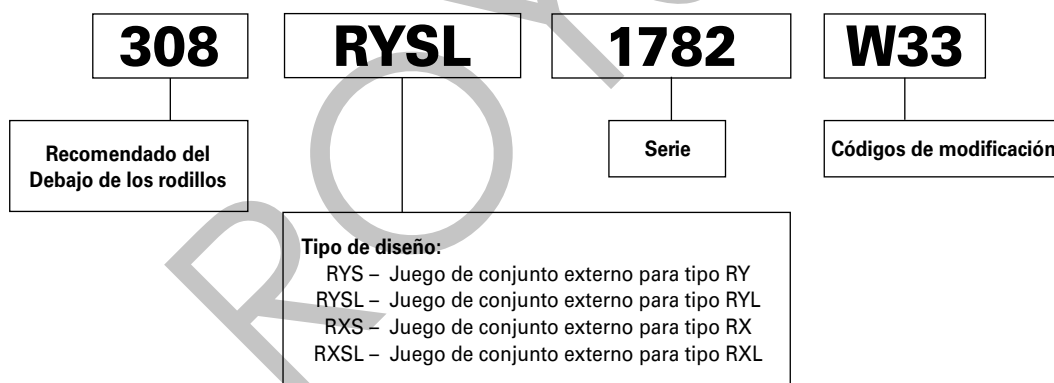 308 RYSL 1782 W33
Recomendado del
Debajo de los rodillos
Serie
Códigos de modificación
Tipo de diseño:
RYS – Juego de conjunto externo para tipo RY
RYSL – Juego de conjunto externo para tipo RYL
RXS – Juego de conjunto externo para tipo RX
RXSL – Juego de conjunto externo para tipo RXL